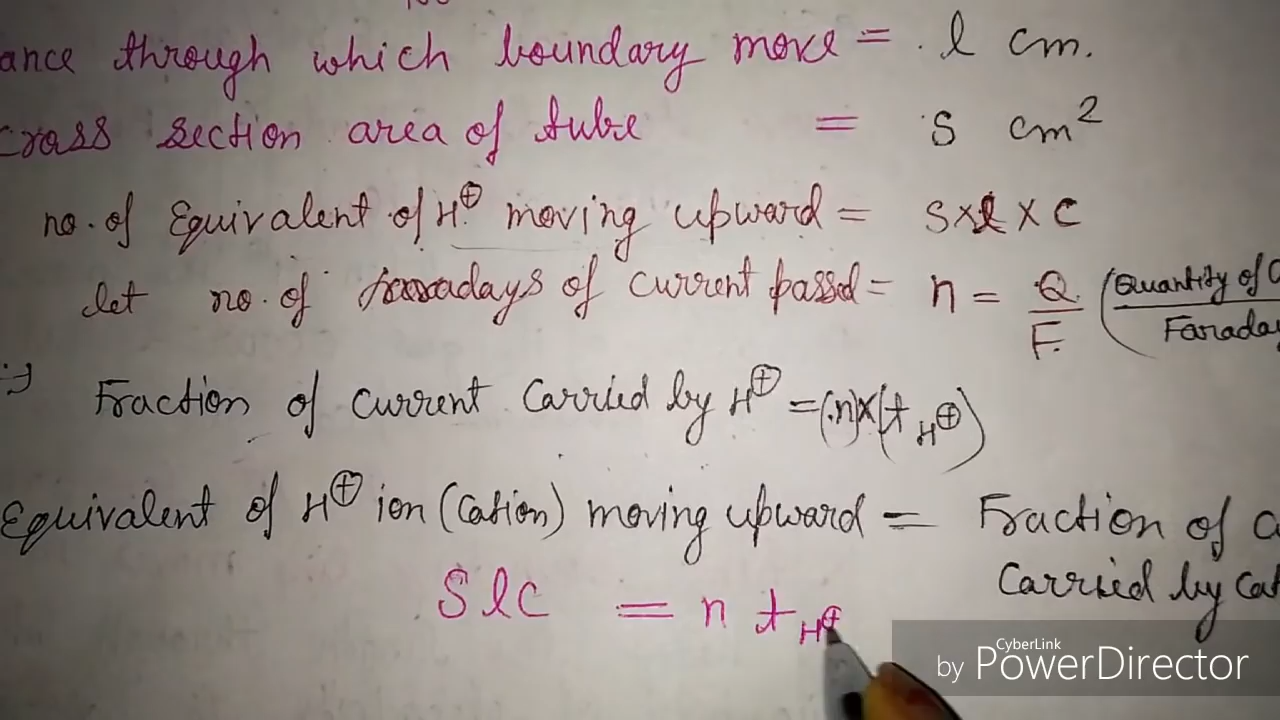 ance through which boundary move = . l cm.
cross section area of tube = S cm²
no. of Equivalent of H⊕ moving upward = S × l × C
let no. of faradays of current passed = n = Q/F (Quantity of / Farada
:-) Fraction of current carried by H⊕ = (n) × (t H⊕)
Equivalent of H⊕ ion (Cation) moving upward = Fraction of
Carried by Cat
S l C = n t H⊕
CyberLink
by PowerDirector